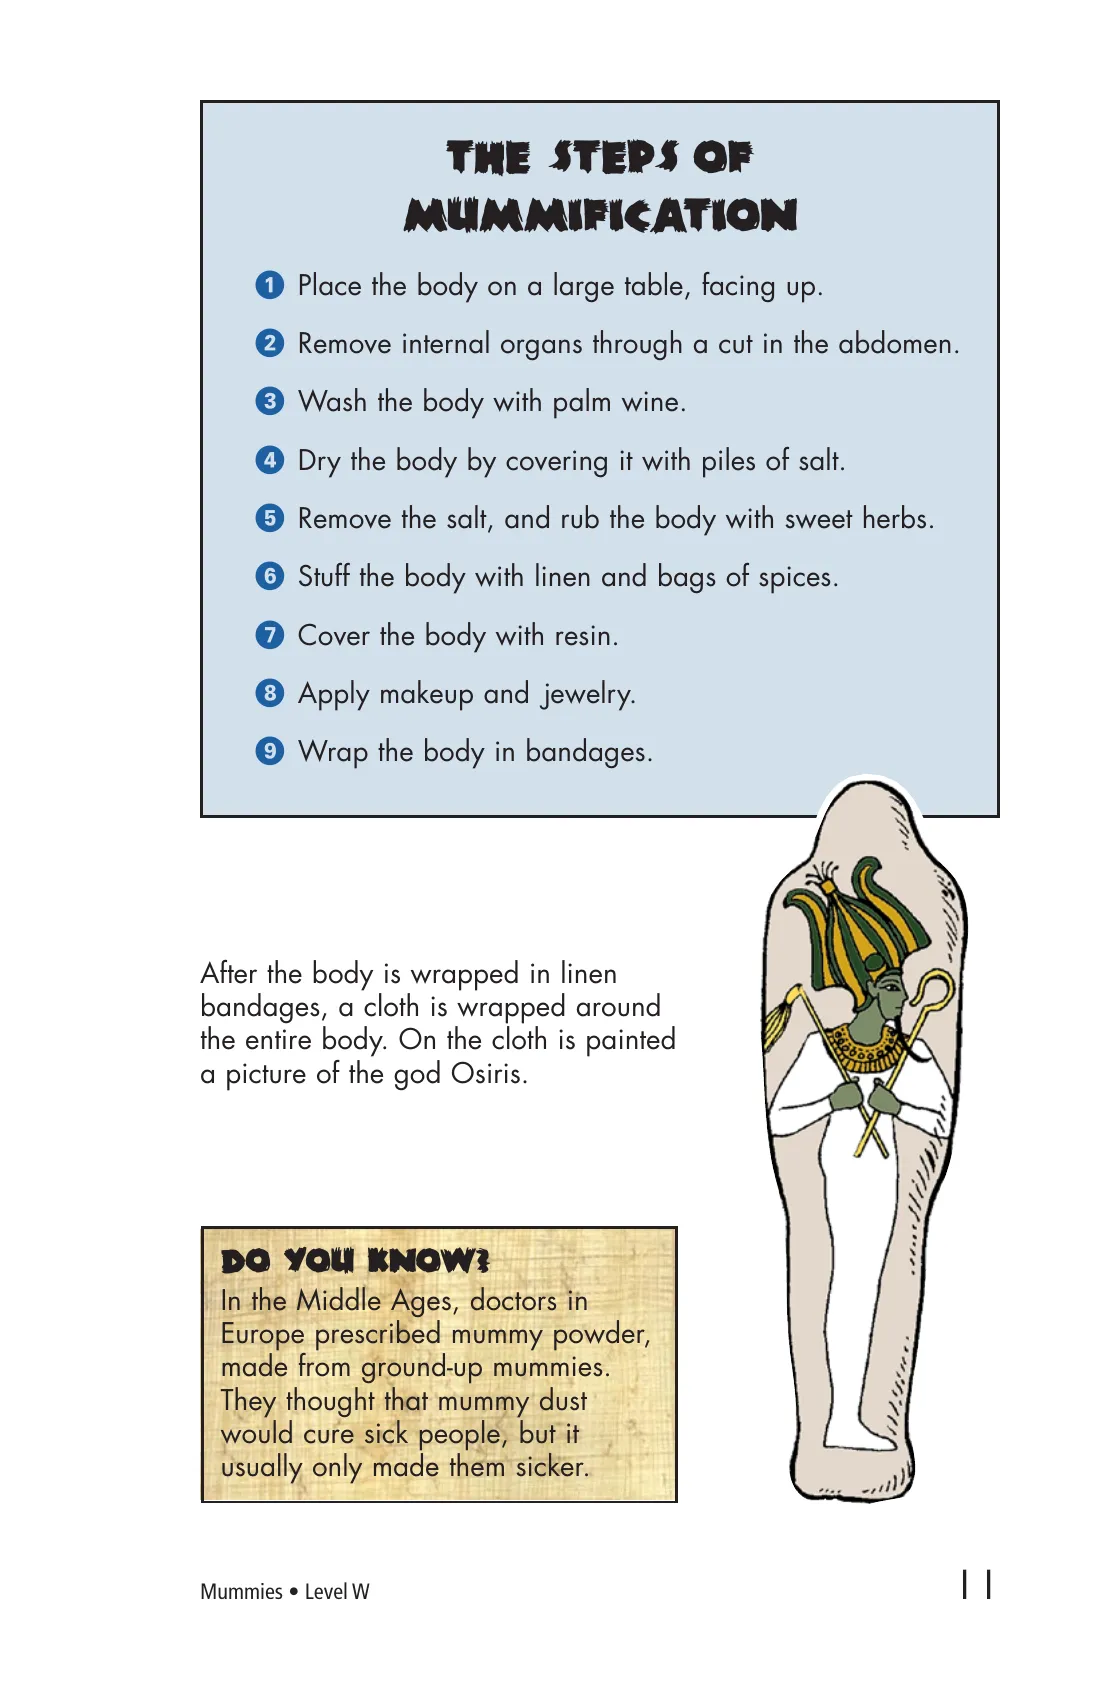 THE STEPS OF
MUMMIFICATION
1 Place the body on a large table, facing up.
2 Remove internal organs through a cut in the abdomen.
3 Wash the body with palm wine.
4 Dry the body by covering it with piles of salt.
5 Remove the salt, and rub the body with sweet herbs.
6 Stuff the body with linen and bags of spices.
7 Cover the body with resin.
8 Apply makeup and jewelry.
9 Wrap the body in bandages.
After the body is wrapped in linen
bandages, a cloth is wrapped around
the entire body. On the cloth is painted
a picture of the god Osiris.
DO YOU KNOW?
In the Middle Ages, doctors in
Europe prescribed mummy powder,
made from ground-up mummies.
They thought that mummy dust
would cure sick people, but it
usually only made them sicker.
Mummies • Level W
11